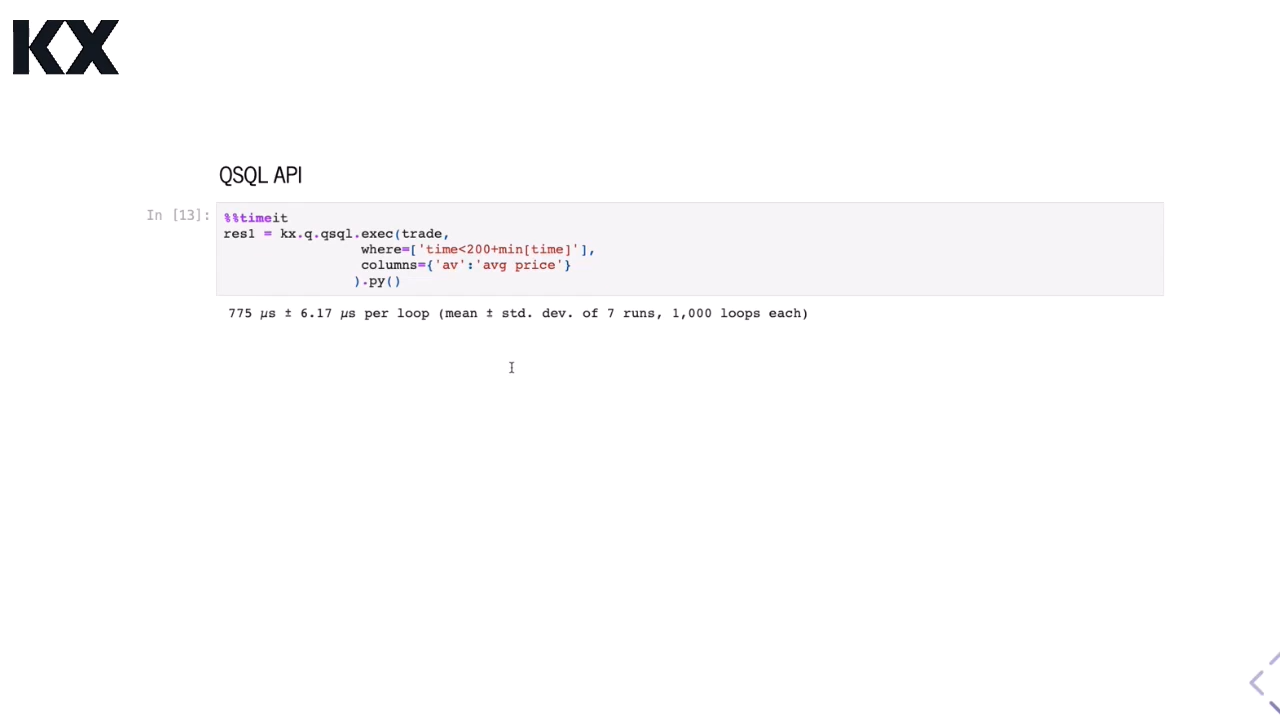 KX
QSQL API
In [13]:
%%timeit
res1 = kx.q.qsql.exec(trade,
where=['time<200+min[time]'],
columns={'av':'avg price'}
).py()
775 µs ± 6.17 µs per loop (mean ± std. dev. of 7 runs, 1,000 loops each)